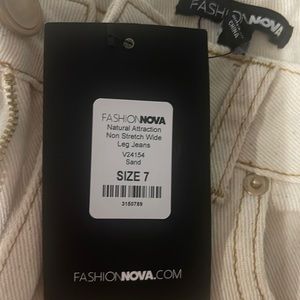 FASHIONNOVA
FASHIONNOVA
Natural Attraction
Non Stretch Wide
Leg Jeans
V24154
Sand
SIZE 7
3150789
FASHIONNOVA.COM